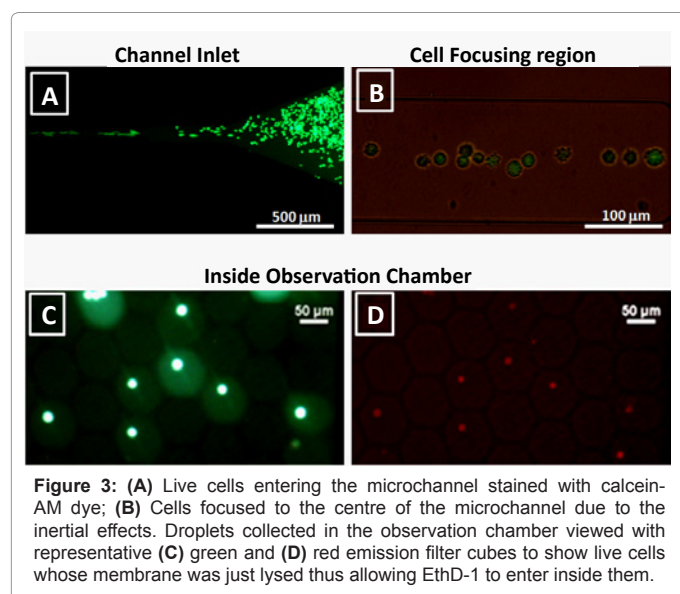 Channel Inlet
Cell Focusing region
A
B
500 μm
100 μm
Inside Observation Chamber
C
50 μm
D
50 μm
Figure 3: (A) Live cells entering the microchannel stained with calcein-
AM dye; (B) Cells focused to the centre of the microchannel due to the
inertial effects. Droplets collected in the observation chamber viewed with
representative (C) green and (D) red emission filter cubes to show live cells
whose membrane was just lysed thus allowing EthD-1 to enter inside them.